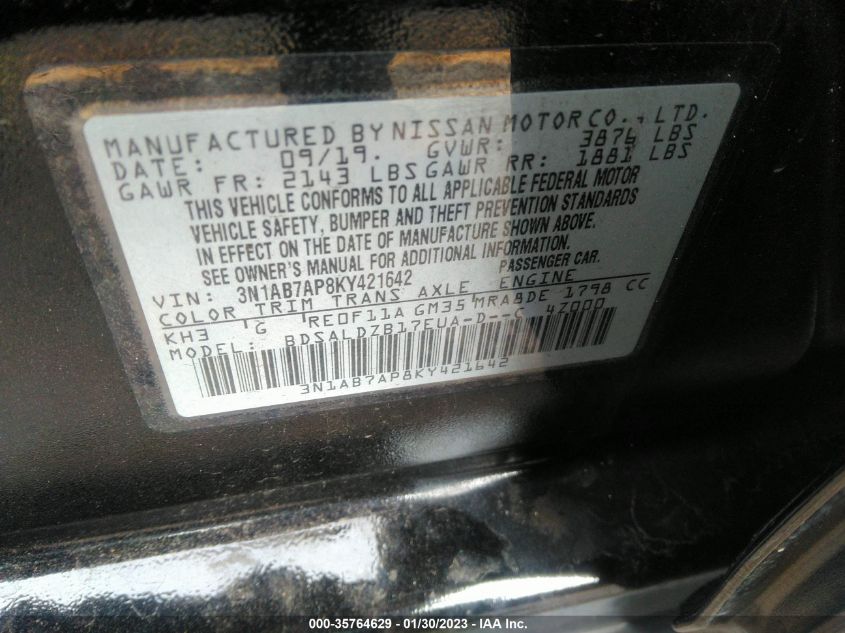 MANUFACTURED BY NISSAN MOTOR CO., LTD.
DATE: 09/19. GVWR: 3876 LBS
GAWR FR: 2143 LBS GAWR RR: 1881 LBS
THIS VEHICLE CONFORMS TO ALL APPLICABLE FEDERAL MOTOR
VEHICLE SAFETY, BUMPER AND THEFT PREVENTION STANDARDS
IN EFFECT ON THE DATE OF MANUFACTURE SHOWN ABOVE.
SEE OWNER'S MANUAL FOR ADDITIONAL INFORMATION.
VIN: 3N1AB7AP8KY421642 PASSENGER CAR.
COLOR TRIM TRANS AXLE ENGINE
KH3 G RE0F11A GM35 MRA8DE 1798 CC
MODEL: BDSALDZB17EUA-D--C 4Z000
3N1AB7AP8KY421642
000-35764629 — 01/30/2023 — IAA Inc.